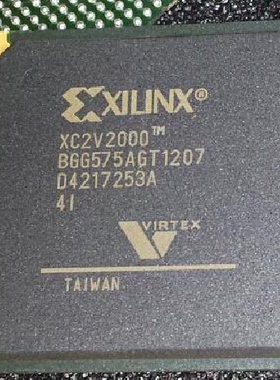 XILINX®
XC2V2000™
BGG575AGT1207
D4217253A
4I
VIRTEX
TAIWAN